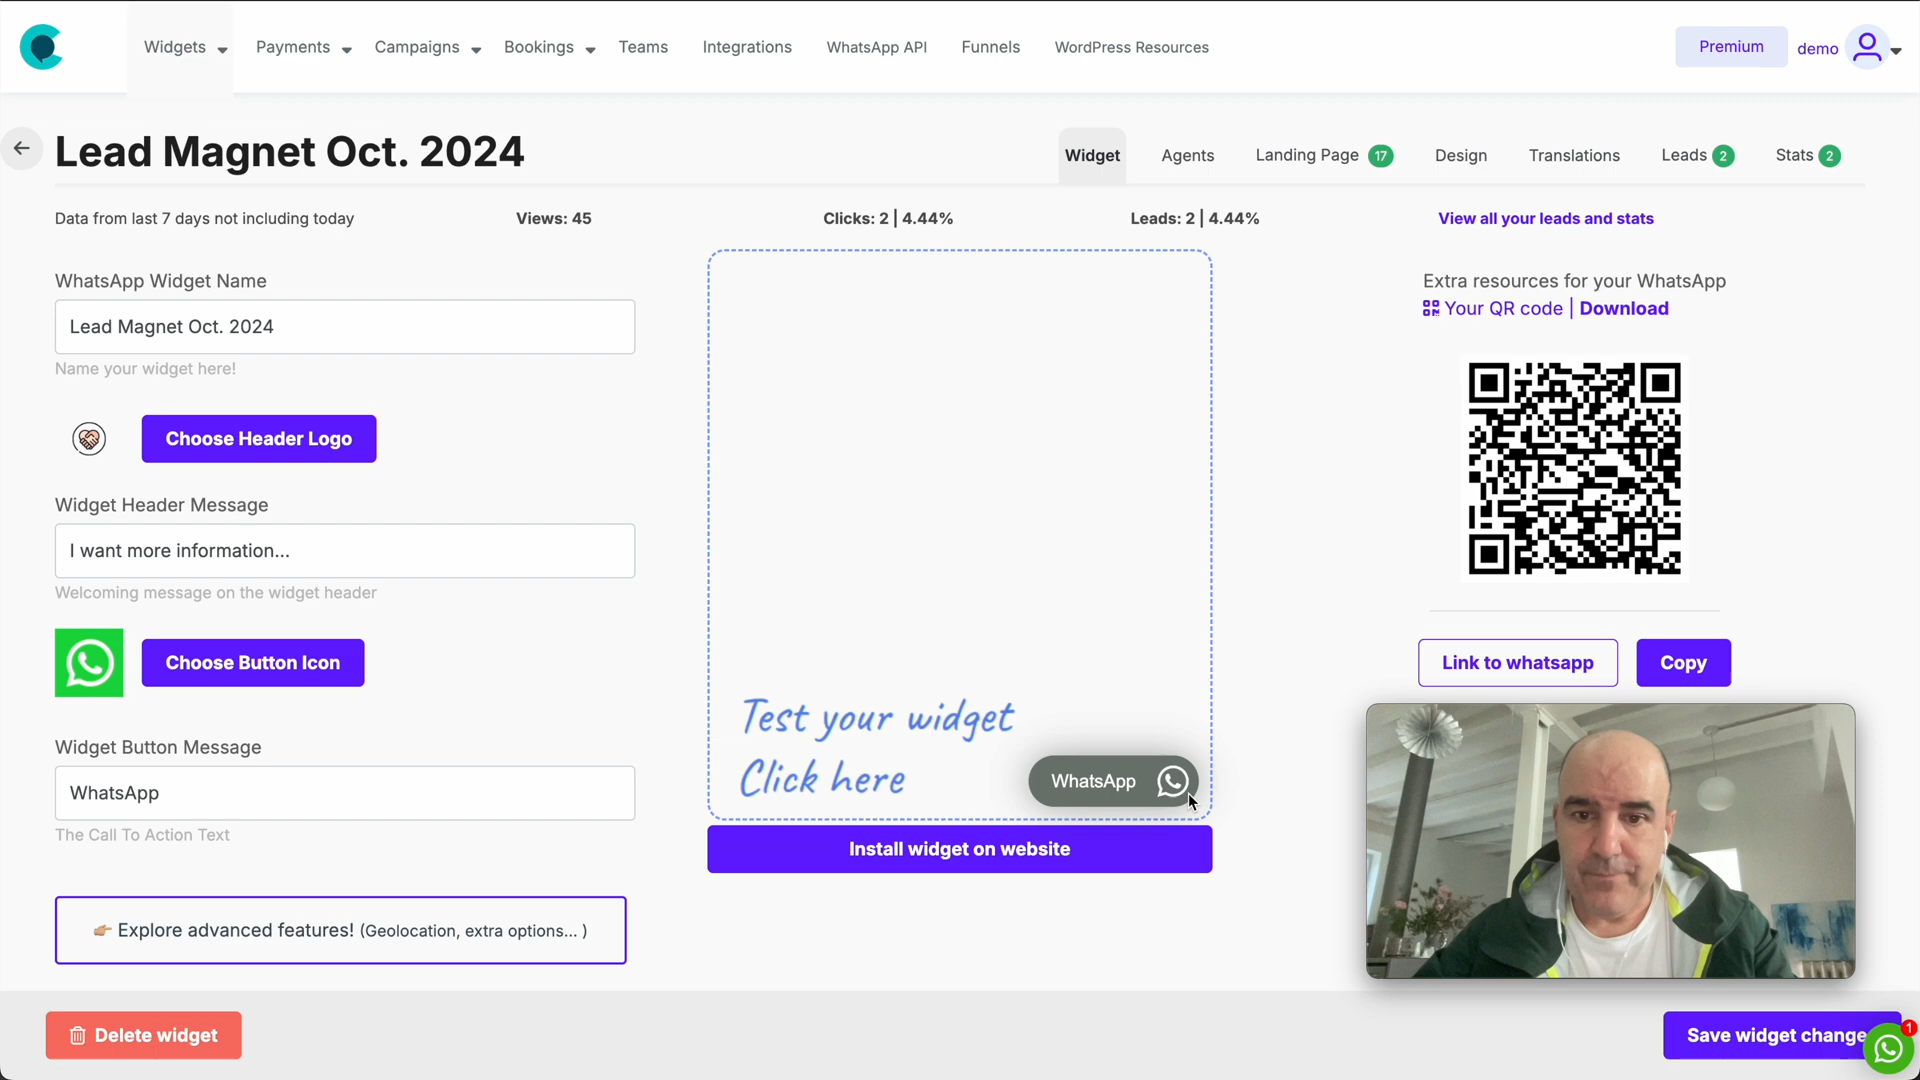 Widgets
Payments
Campaigns
Bookings
Teams
Integrations
WhatsApp API
Funnels
WordPress Resources
Premium
demo
Lead Magnet Oct. 2024
Widget
Agents
Landing Page 17
Design
Translations
Leads 2
Stats 2
Data from last 7 days not including today
Views: 45
Clicks: 2 | 4.44%
Leads: 2 | 4.44%
View all your leads and stats
WhatsApp Widget Name
Lead Magnet Oct. 2024
Name your widget here!
Choose Header Logo
Widget Header Message
I want more information...
Welcoming message on the widget header
Choose Button Icon
Widget Button Message
WhatsApp
The Call To Action Text
Explore advanced features! (Geolocation, extra options... )
Test your widget
Click here
WhatsApp
Install widget on website
Extra resources for your WhatsApp
Your QR code | Download
Link to whatsapp
Copy
Delete widget
Save widget change
1